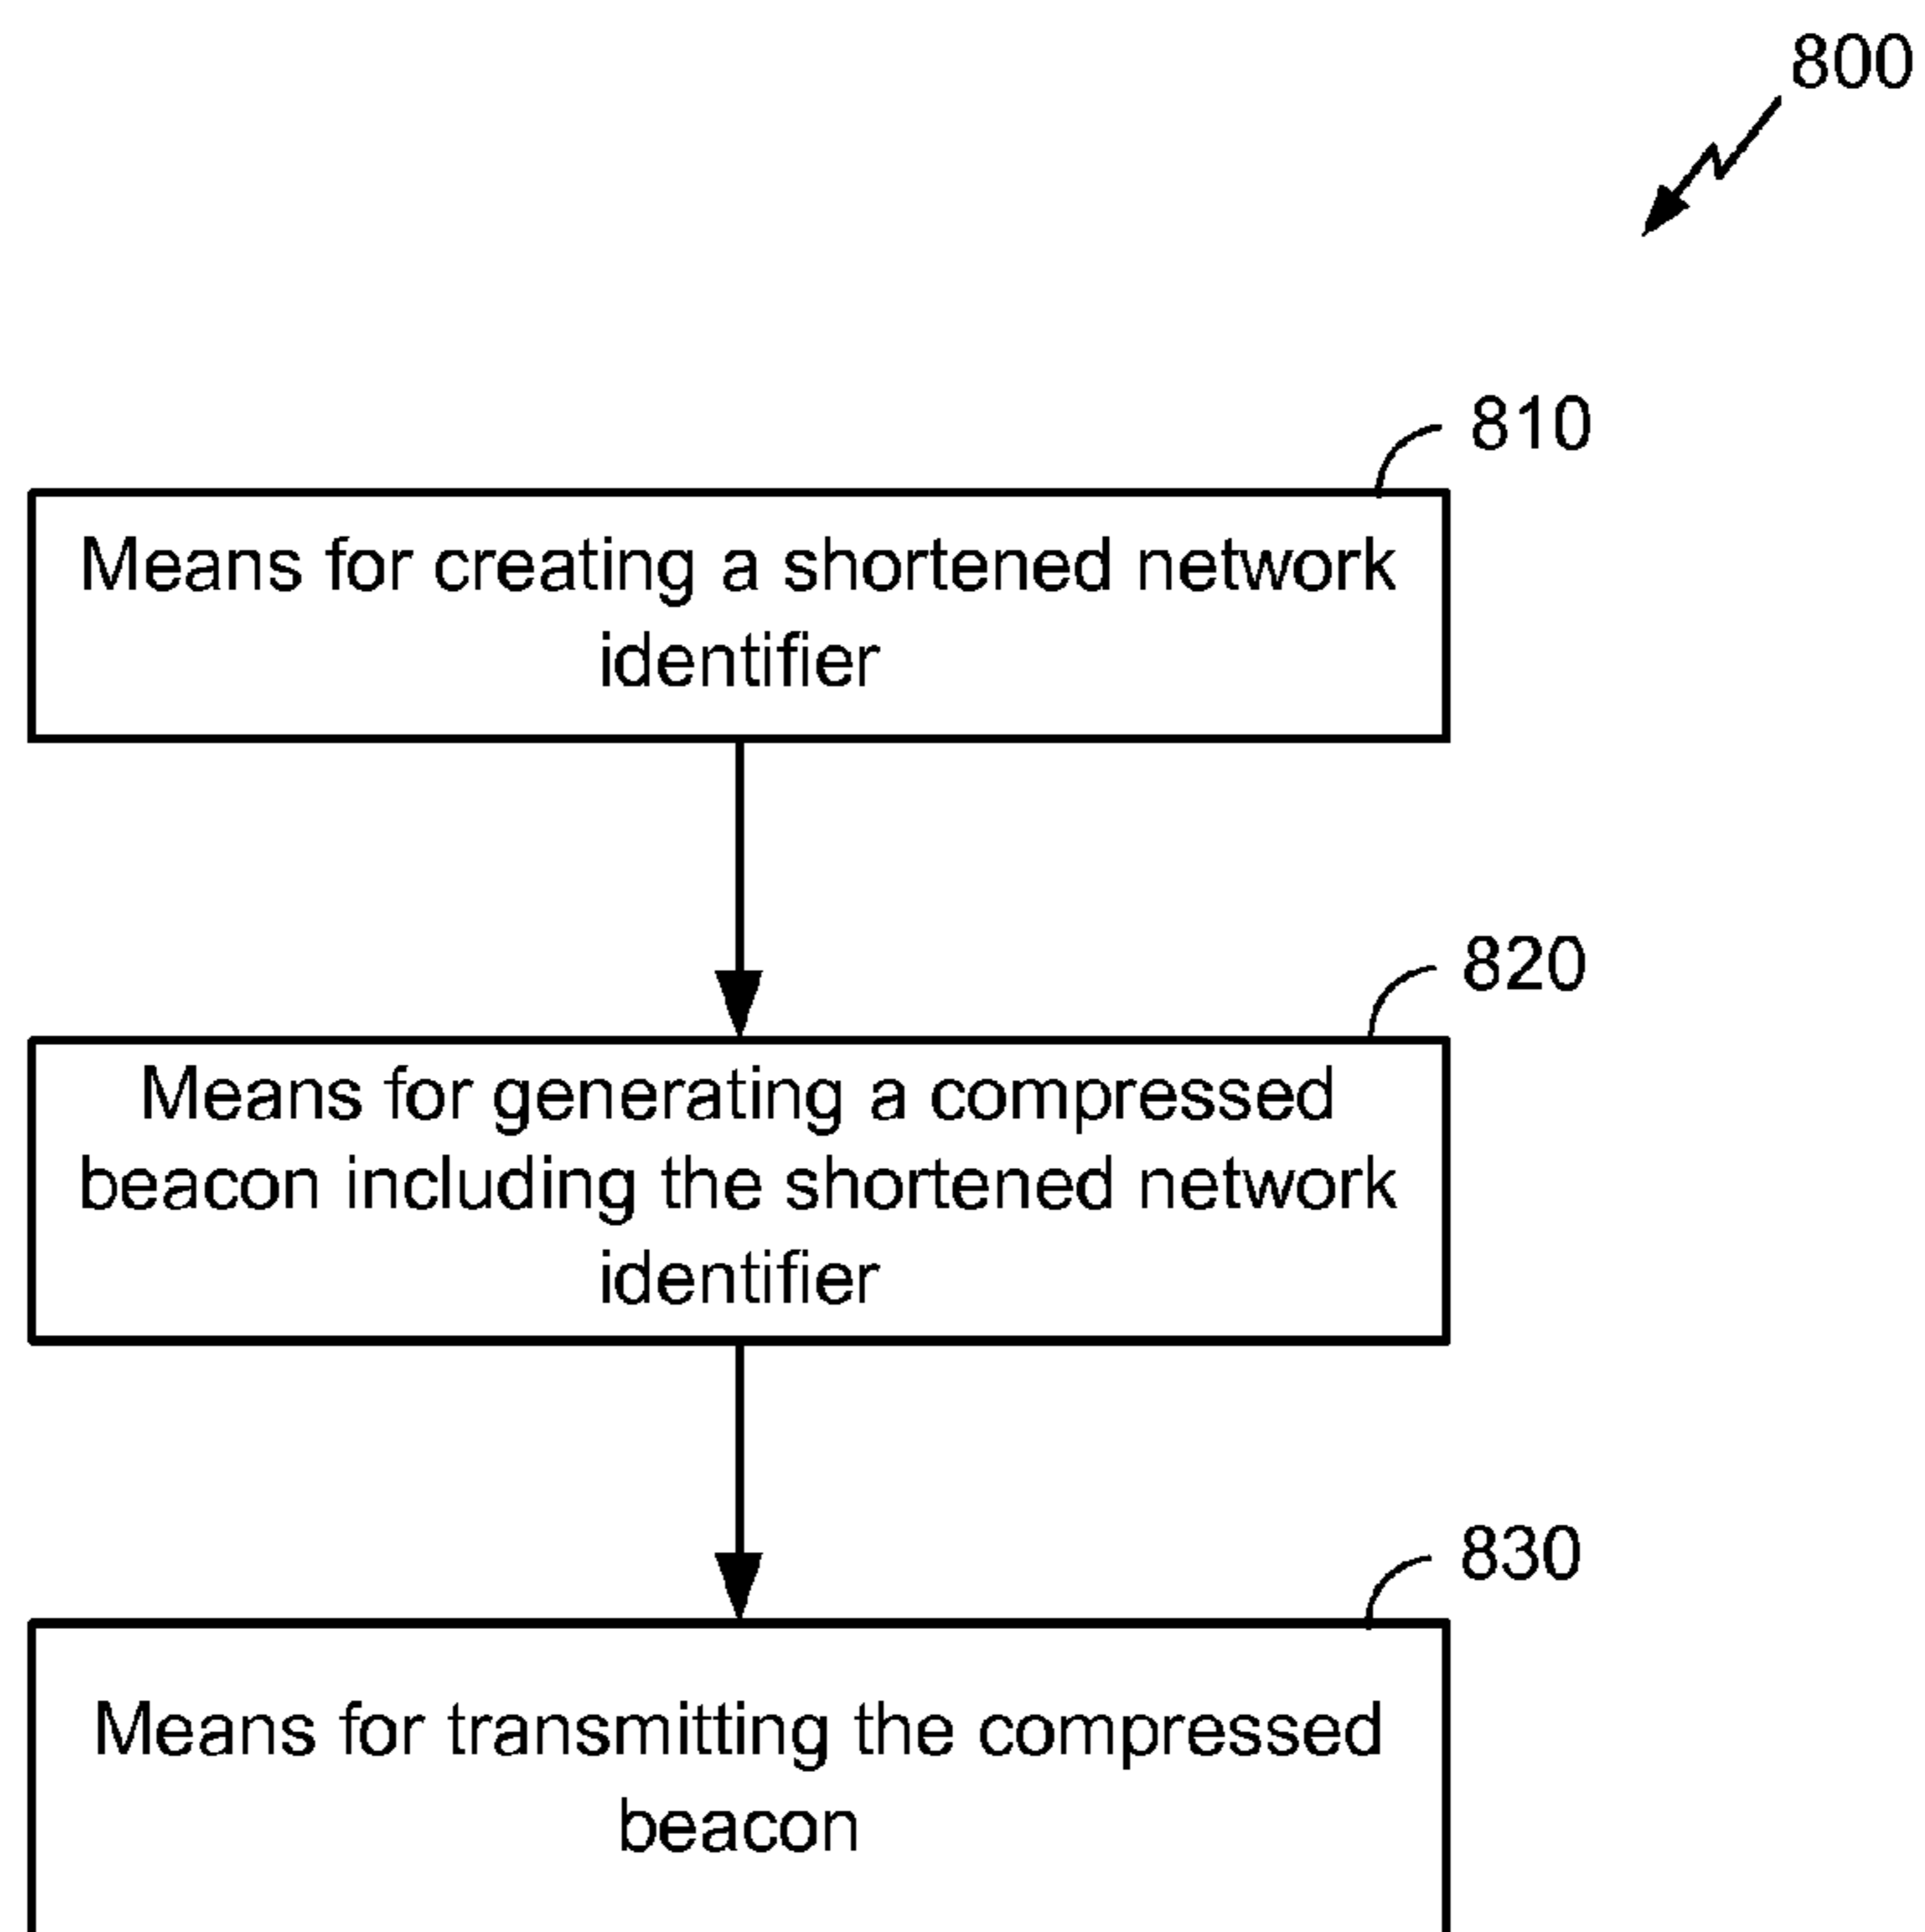 800
810
Means for creating a shortened network
identifier
820
Means for generating a compressed
beacon including the shortened network
identifier
830
Means for transmitting the compressed
beacon